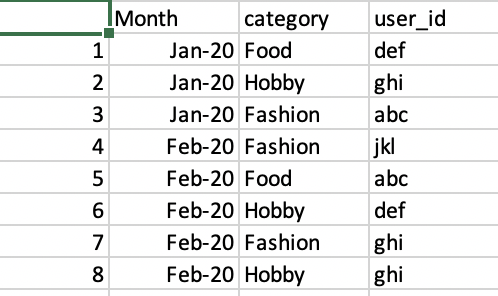 Month category user_id
1 Jan-20 Food def
2 Jan-20 Hobby ghi
3 Jan-20 Fashion abc
4 Feb-20 Fashion jkl
5 Feb-20 Food abc
6 Feb-20 Hobby def
7 Feb-20 Fashion ghi
8 Feb-20 Hobby ghi